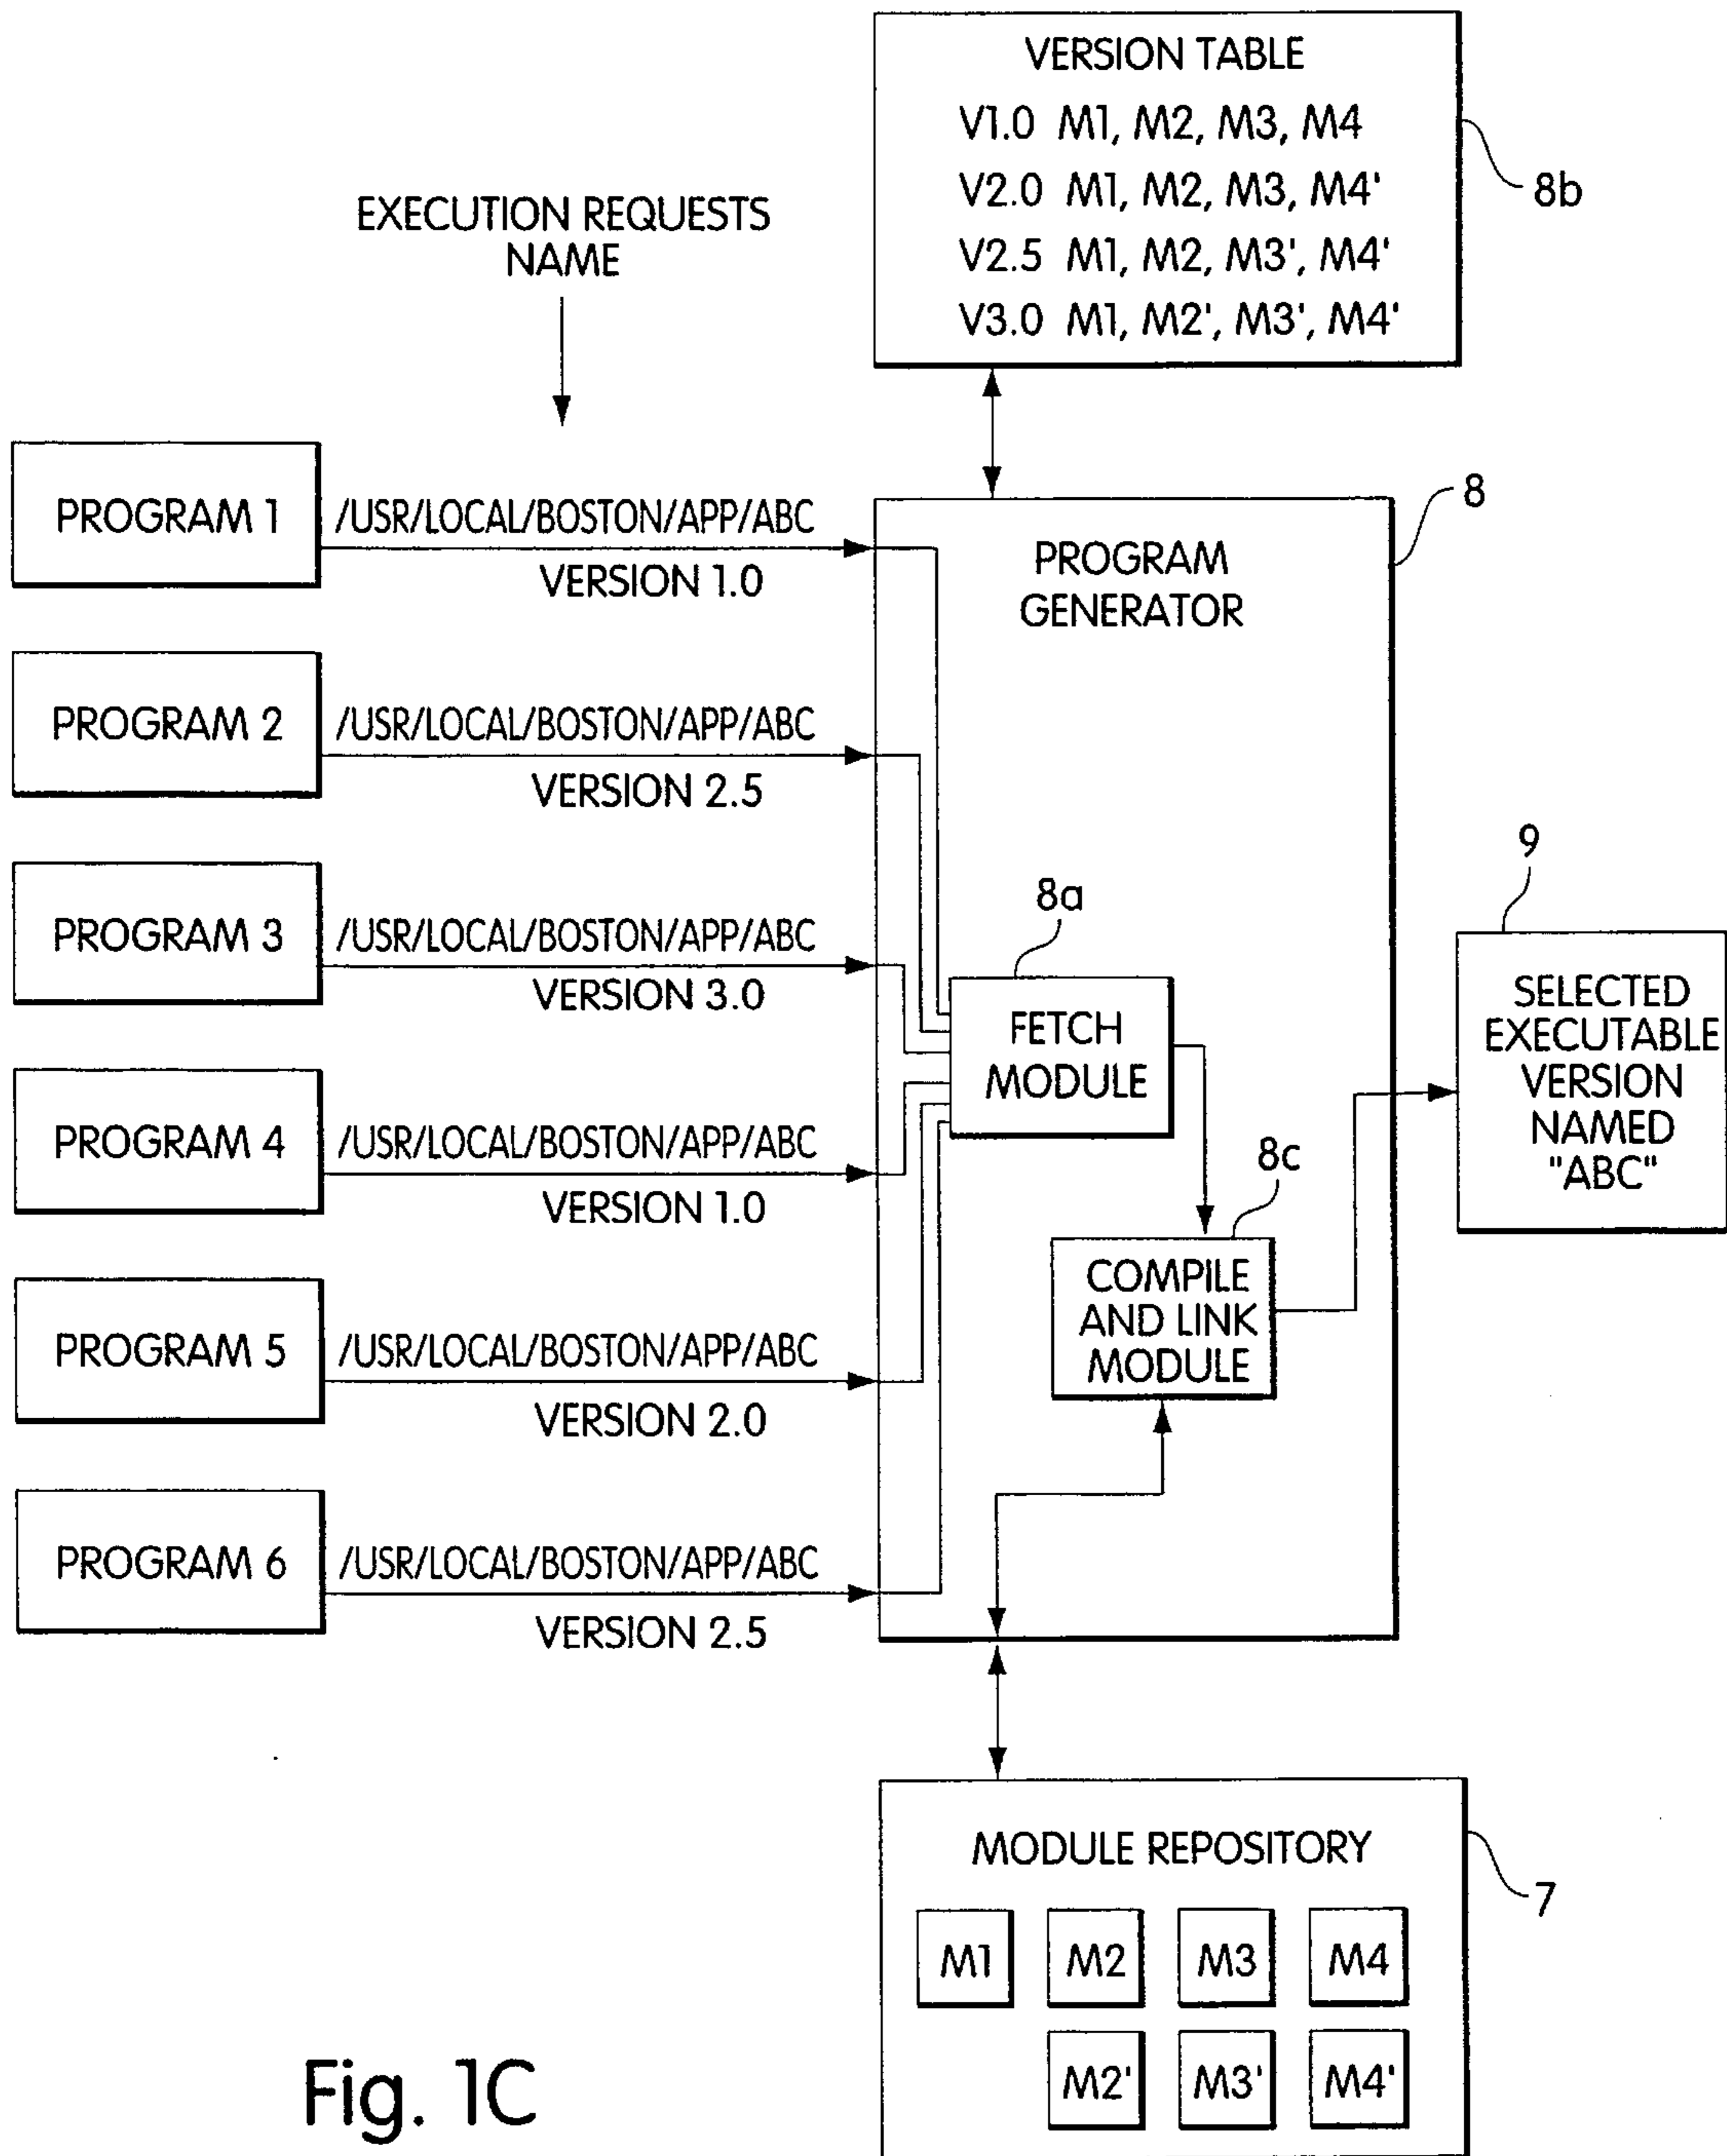 VERSION TABLE
V1.0 M1, M2, M3, M4
V2.0 M1, M2, M3, M4'
V2.5 M1, M2, M3', M4'
V3.0 M1, M2', M3', M4'
8b
EXECUTION REQUESTS
NAME
PROGRAM 1
/USR/LOCAL/BOSTON/APP/ABC
VERSION 1.0
PROGRAM 2
/USR/LOCAL/BOSTON/APP/ABC
VERSION 2.5
PROGRAM 3
/USR/LOCAL/BOSTON/APP/ABC
VERSION 3.0
PROGRAM 4
/USR/LOCAL/BOSTON/APP/ABC
VERSION 1.0
PROGRAM 5
/USR/LOCAL/BOSTON/APP/ABC
VERSION 2.0
PROGRAM 6
/USR/LOCAL/BOSTON/APP/ABC
VERSION 2.5
8
PROGRAM
GENERATOR
8a
FETCH
MODULE
8c
COMPILE
AND LINK
MODULE
9
SELECTED
EXECUTABLE
VERSION
NAMED
"ABC"
MODULE REPOSITORY
7
M1 M2 M3 M4
M2' M3' M4'
Fig. 1C